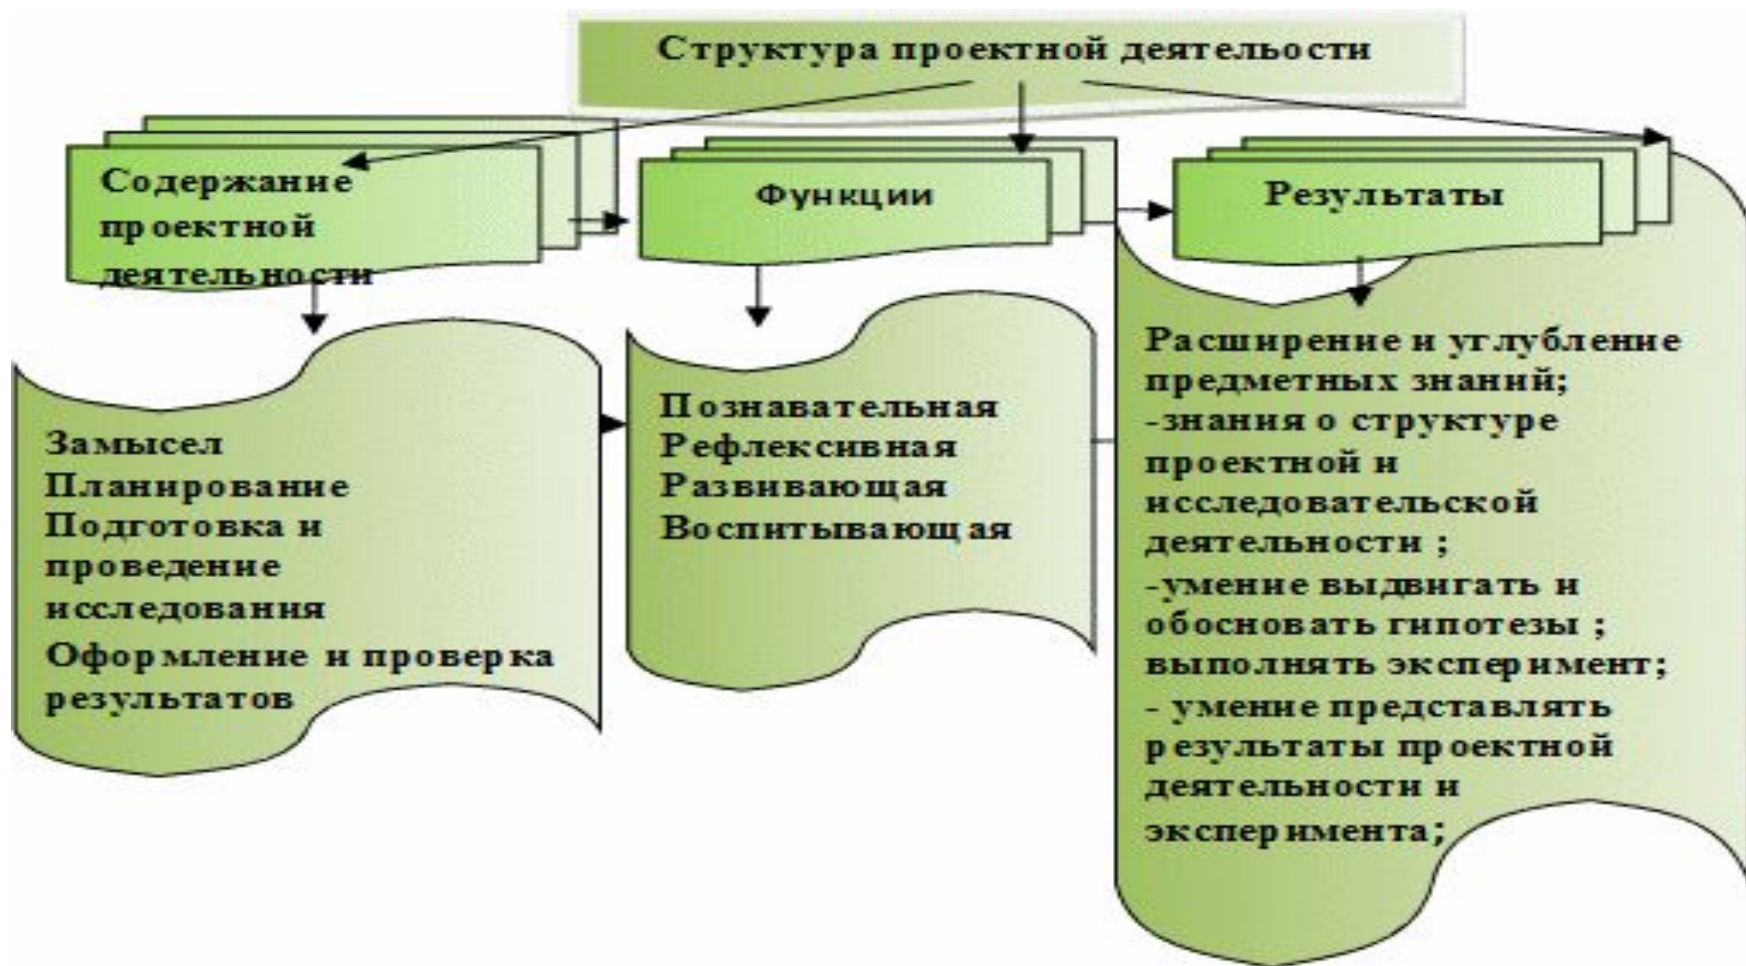 Структура проектной деятельости
Содержание
проектной
деятельности
Функции
Результаты
Замысел
Планирование
Подготовка и
проведение
исследования
Оформление и проверка
результатов
Познавательная
Рефлексивная
Развивающая
Воспитывающая
Расширение и углубление
предметных знаний;
-знания о структуре
проектной и
исследовательской
деятельности ;
-умение выдвигать и
обосновать гипотезы ;
выполнять эксперимент;
- умение представлять
результаты проектной
деятельности и
эксперимента;